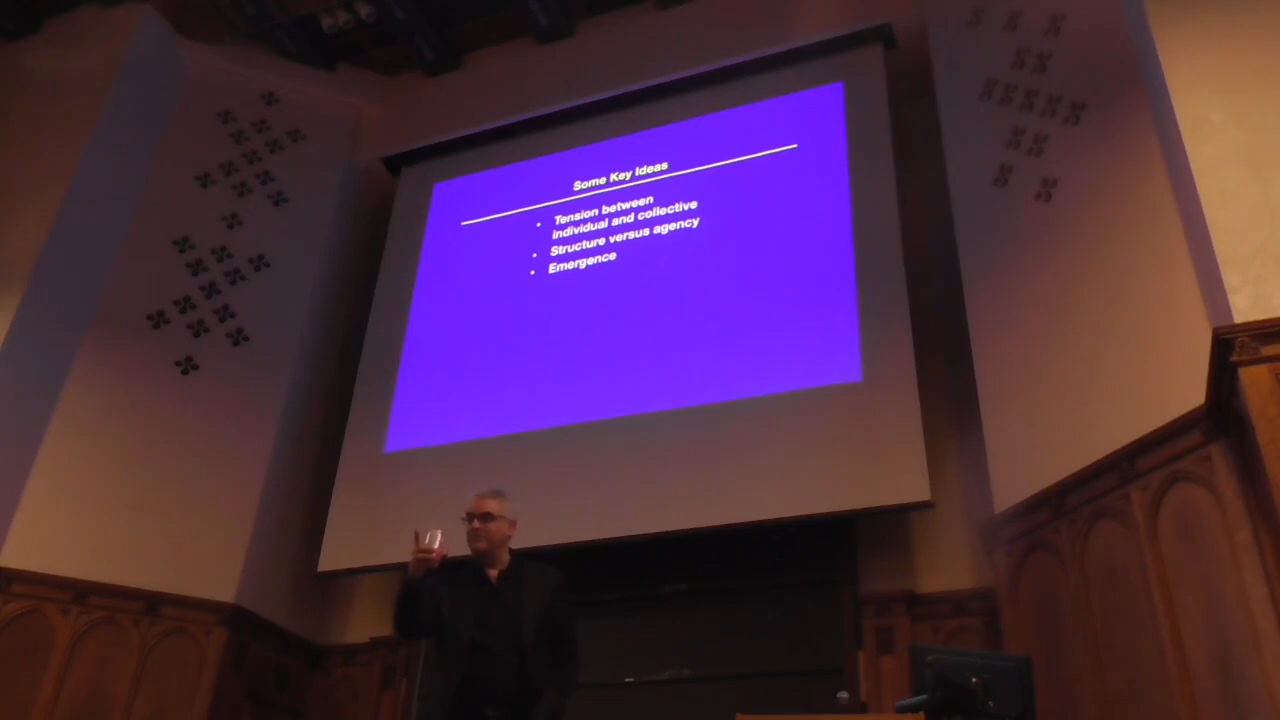 Some Key Ideas
• Tension between
individual and collective
• Structure versus agency
• Emergence